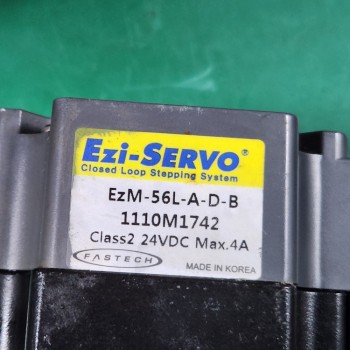 Ezi-SERVO®
Closed Loop Stepping System
EzM-56L-A-D-B
1110M1742
Class2 24VDC Max.4A
FASTECH MADE IN KOREA